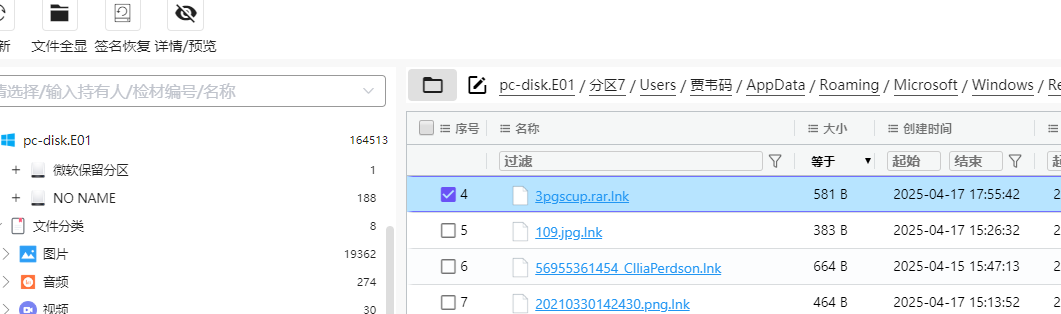 新 文件全显 签名恢复 详情/预览
请选择/输入持有人/检材编号/名称
pc-disk.E01 / 分区7 / Users / 贾韦码 / AppData / Roaming / Microsoft / Windows / Re
pc-disk.E01 164513
微软保留分区 1
NO NAME 188
文件分类 8
图片 19362
音频 274
视频 30
序号 名称 大小 创建时间
过滤 等于 起始 结束 起
4 3pgscup.rar.lnk 581 B 2025-04-17 17:55:42 2
5 109.jpg.lnk 383 B 2025-04-17 15:26:32 2
6 56955361454_ClliaPerdson.lnk 664 B 2025-04-15 15:47:13 2
7 20210330142430.png.lnk 464 B 2025-04-17 15:13:52 2